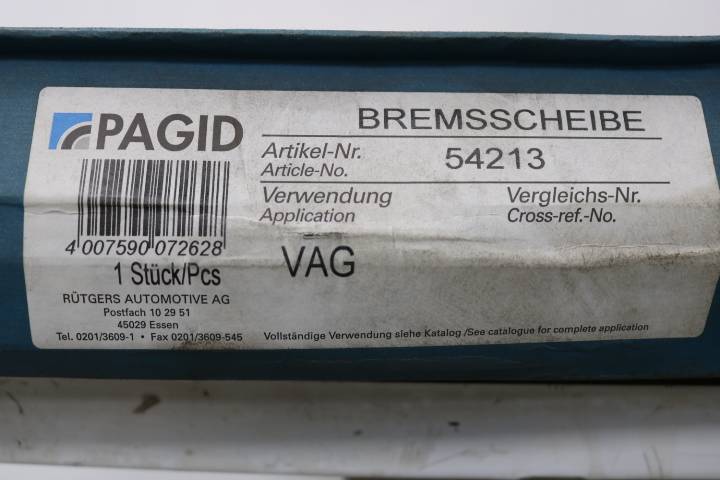 PAGID
BREMSSCHEIBE
Artikel-Nr.
Article-No.
54213
Verwendung
Application
Vergleichs-Nr.
Cross-ref.-No.
VAG
4 007590 072628
1 Stück/Pcs
RÜTGERS AUTOMOTIVE AG
Postfach 10 29 51
45029 Essen
Tel. 0201/3609-1 • Fax 0201/3609-545
Vollständige Verwendung siehe Katalog /See catalogue for complete application